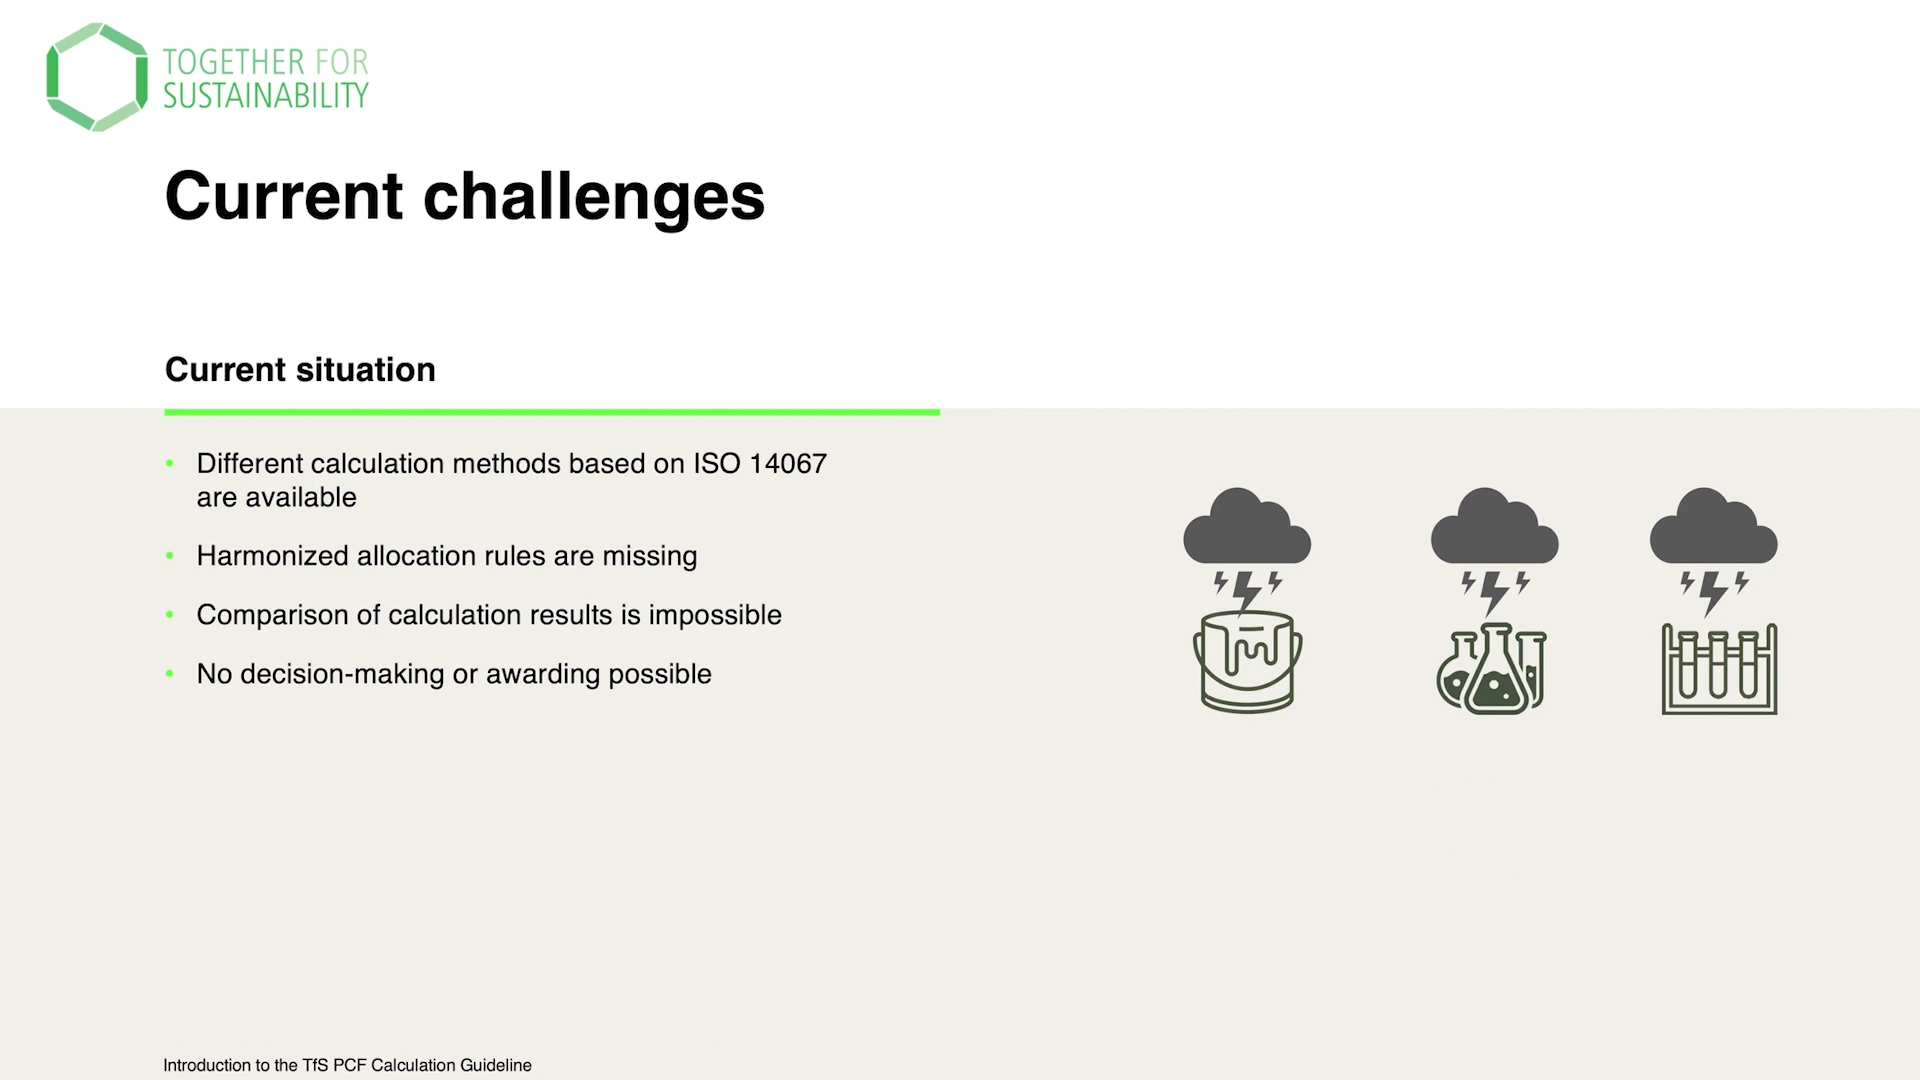 TOGETHER FOR
SUSTAINABILITY
Current challenges
Current situation
• Different calculation methods based on ISO 14067
are available
• Harmonized allocation rules are missing
• Comparison of calculation results is impossible
• No decision-making or awarding possible
Introduction to the TfS PCF Calculation Guideline